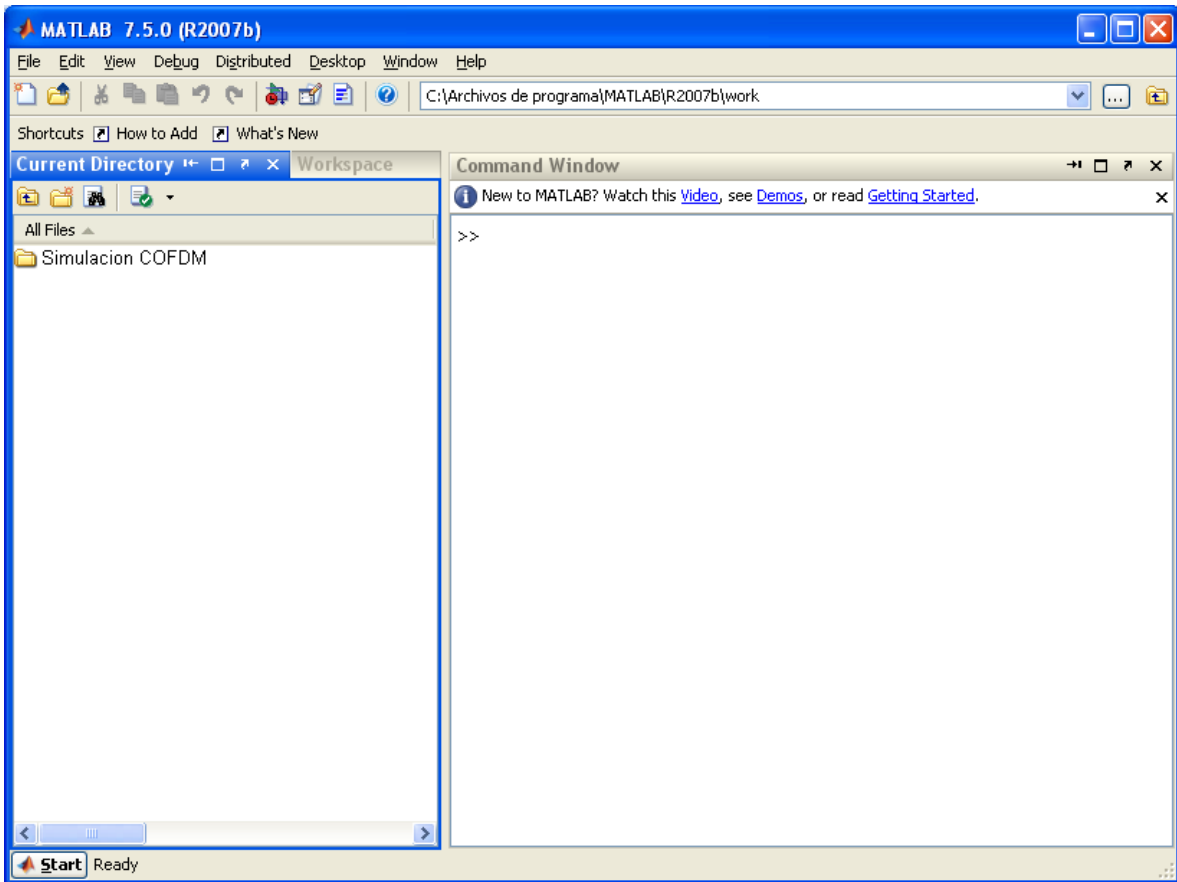 MATLAB 7.5.0 (R2007b)
File Edit View Debug Distributed Desktop Window Help
C:\Archivos de programa\MATLAB\R2007b\work
Shortcuts How to Add What's New
Current Directory Workspace
Command Window
New to MATLAB? Watch this Video, see Demos, or read Getting Started.
All Files
>>
Simulacion COFDM
Start Ready